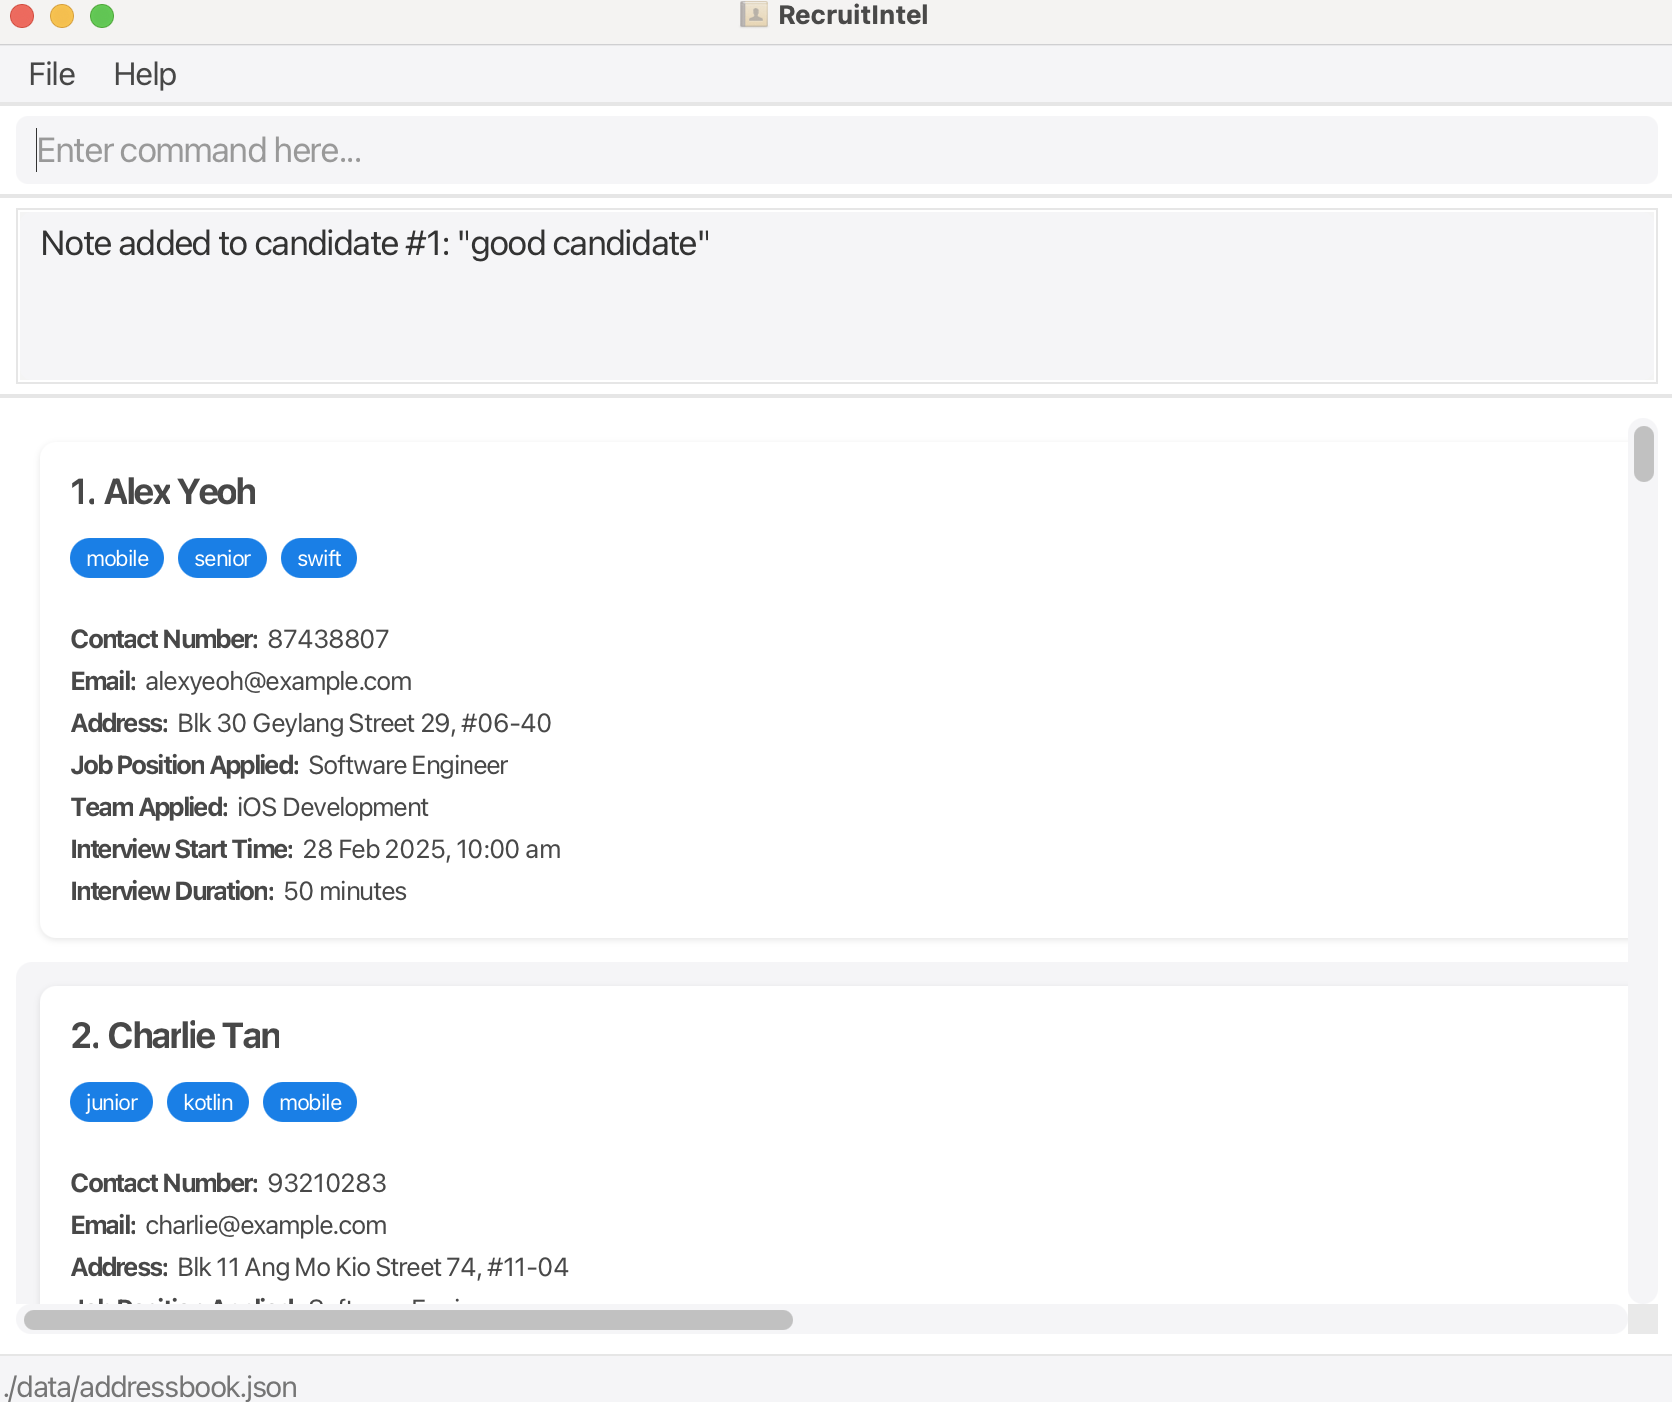 RecruitIntel
File Help
Enter command here...
Note added to candidate #1: "good candidate"
1. Alex Yeoh
mobile senior swift
Contact Number: 87438807
Email: alexyeoh@example.com
Address: Blk 30 Geylang Street 29, #06-40
Job Position Applied: Software Engineer
Team Applied: iOS Development
Interview Start Time: 28 Feb 2025, 10:00 am
Interview Duration: 50 minutes
2. Charlie Tan
junior kotlin mobile
Contact Number: 93210283
Email: charlie@example.com
Address: Blk 11 Ang Mo Kio Street 74, #11-04
./data/addressbook.json